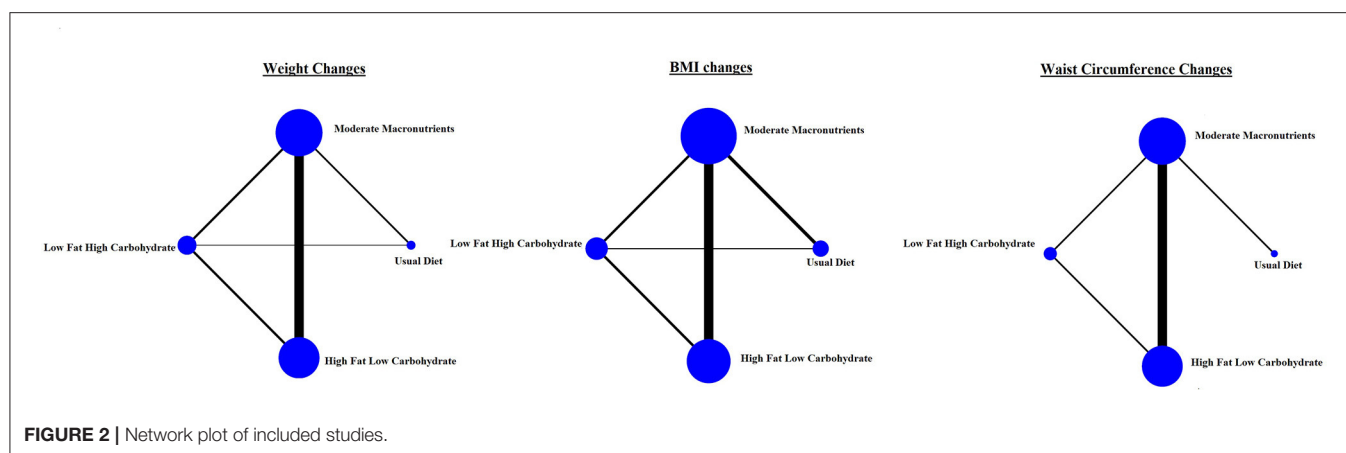 Weight Changes
Moderate Macronutrients
Low Fat High Carbohydrate
Usual Diet
High Fat Low Carbohydrate
BMI changes
Moderate Macronutrients
Low Fat High Carbohydrate
Usual Diet
High Fat Low Carbohydrate
Waist Circumference Changes
Moderate Macronutrients
Low Fat High Carbohydrate
Usual Diet
High Fat Low Carbohydrate
FIGURE 2 | Network plot of included studies.